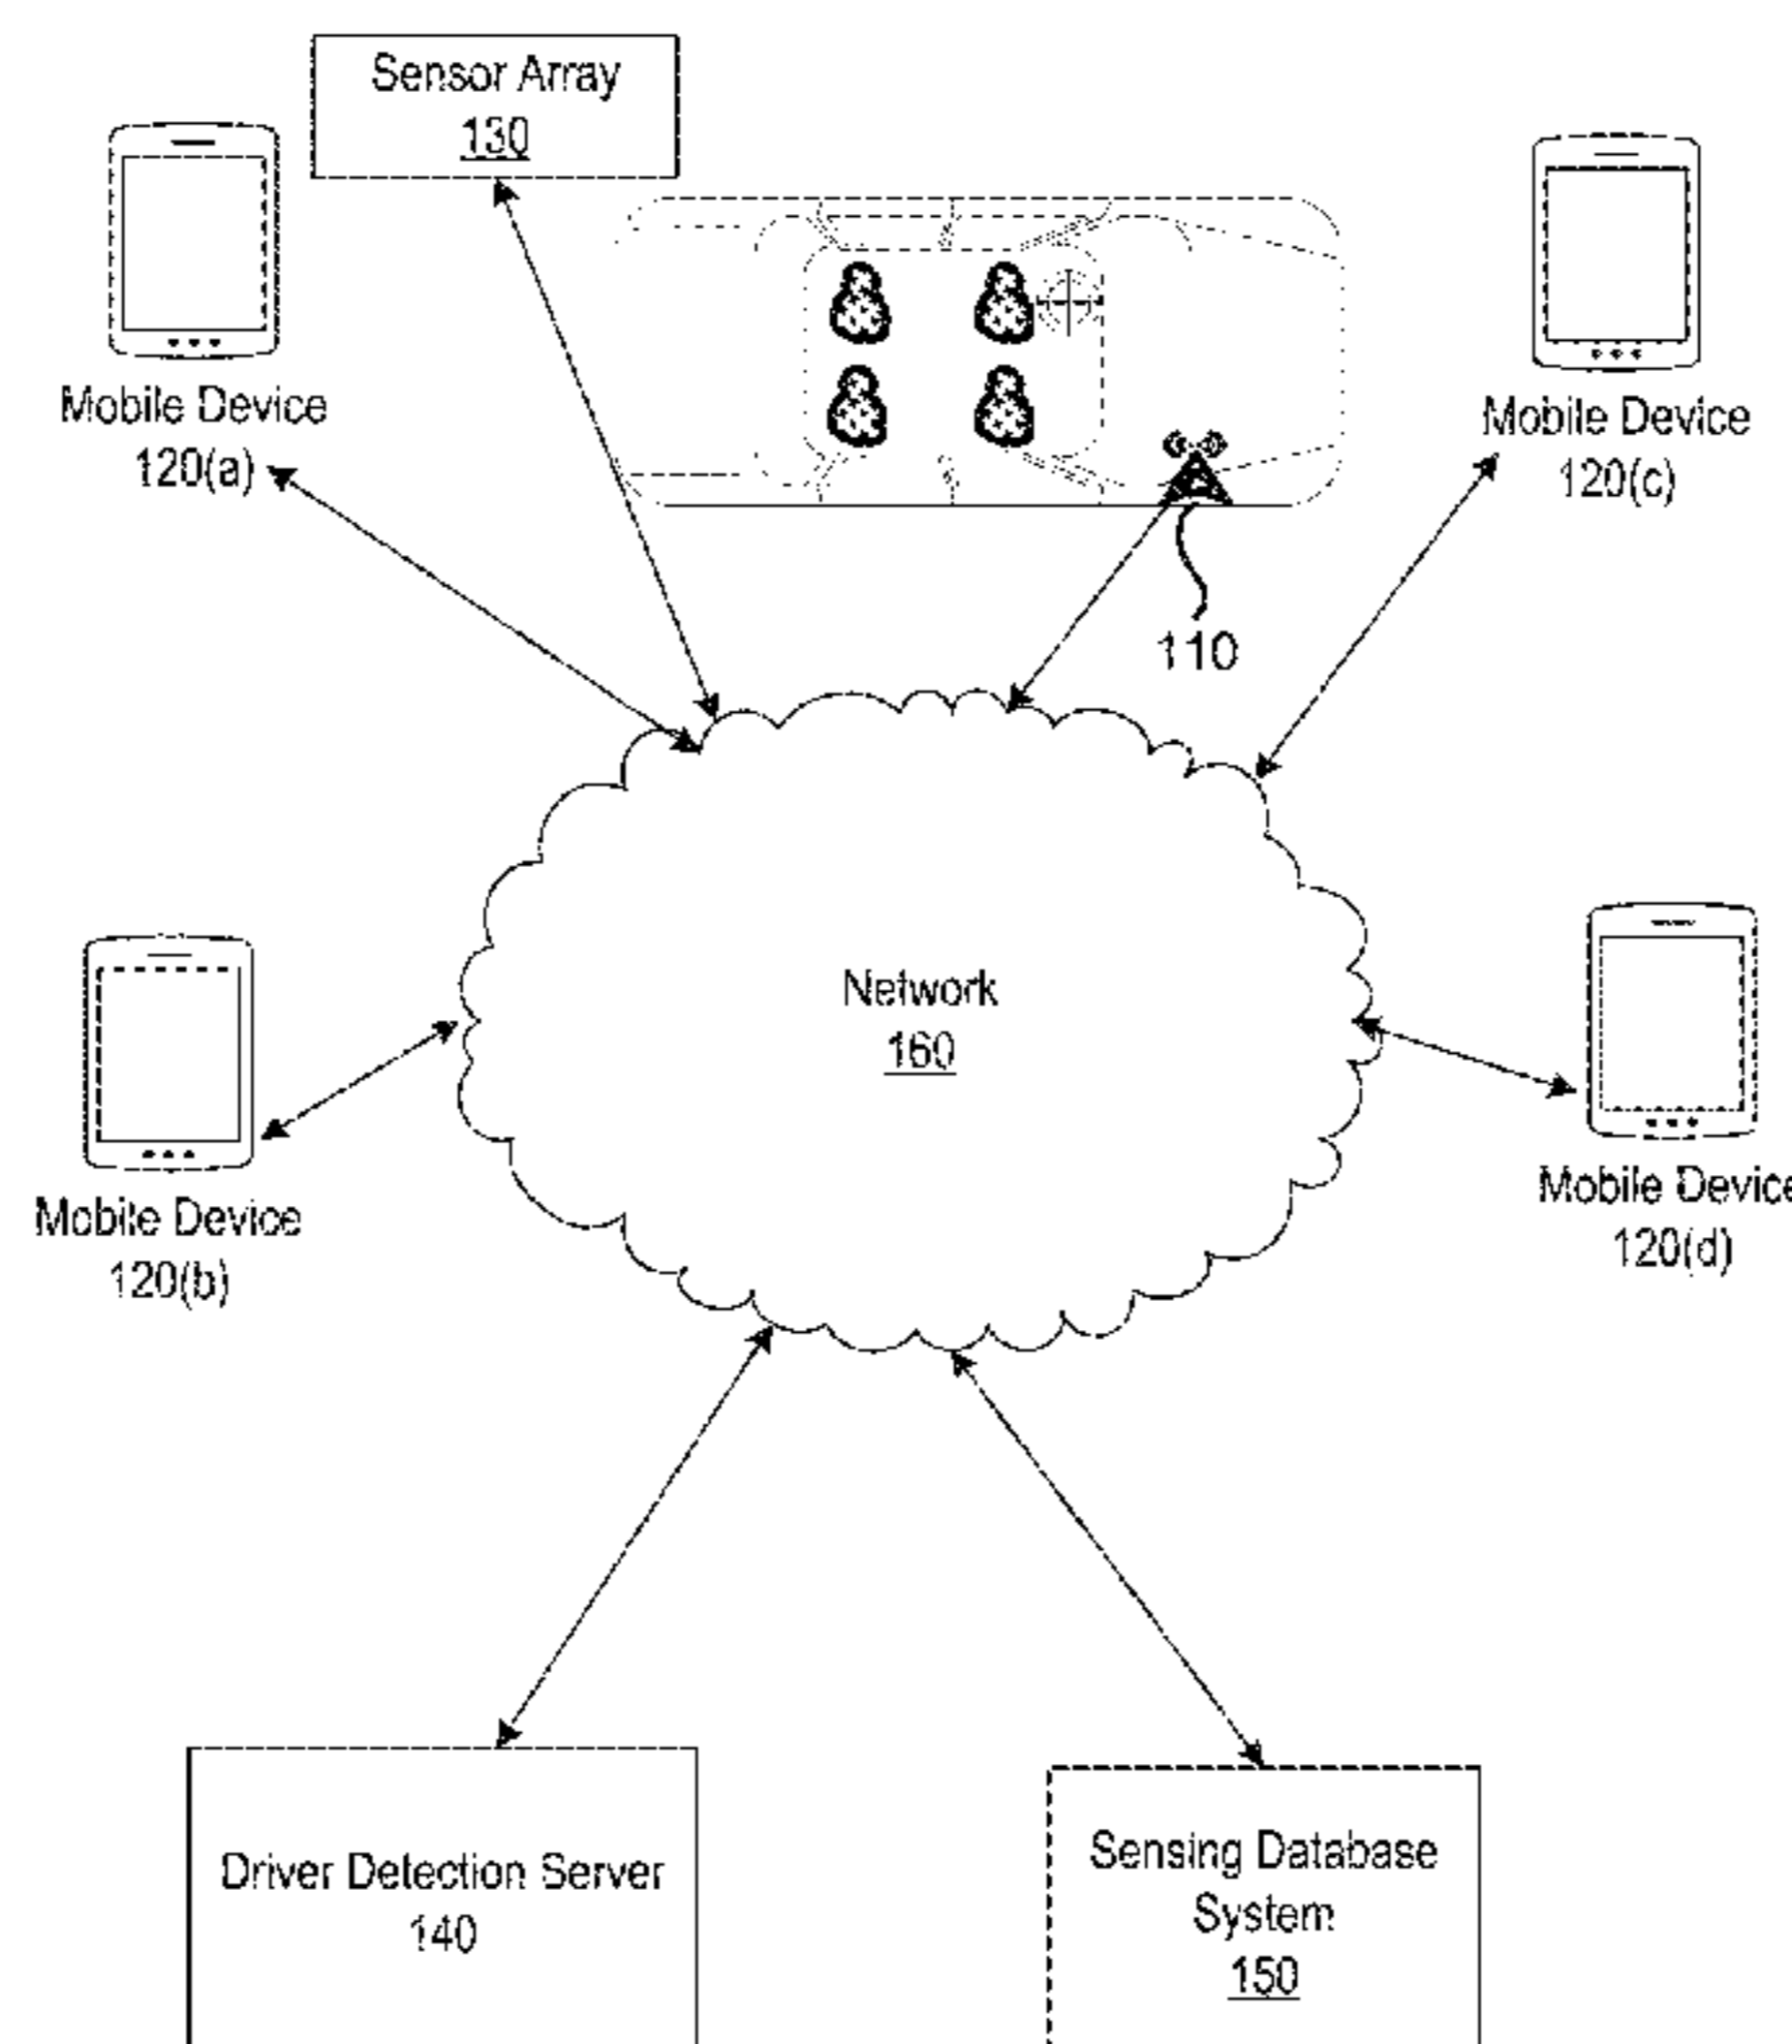 Sensor Array
130
Mobile Device
120(a)
Mobile Device
120(c)
110
Network
160
Mobile Device
120(b)
Mobile Device
120(d)
Driver Detection Server
140
Sensing Database
System
150